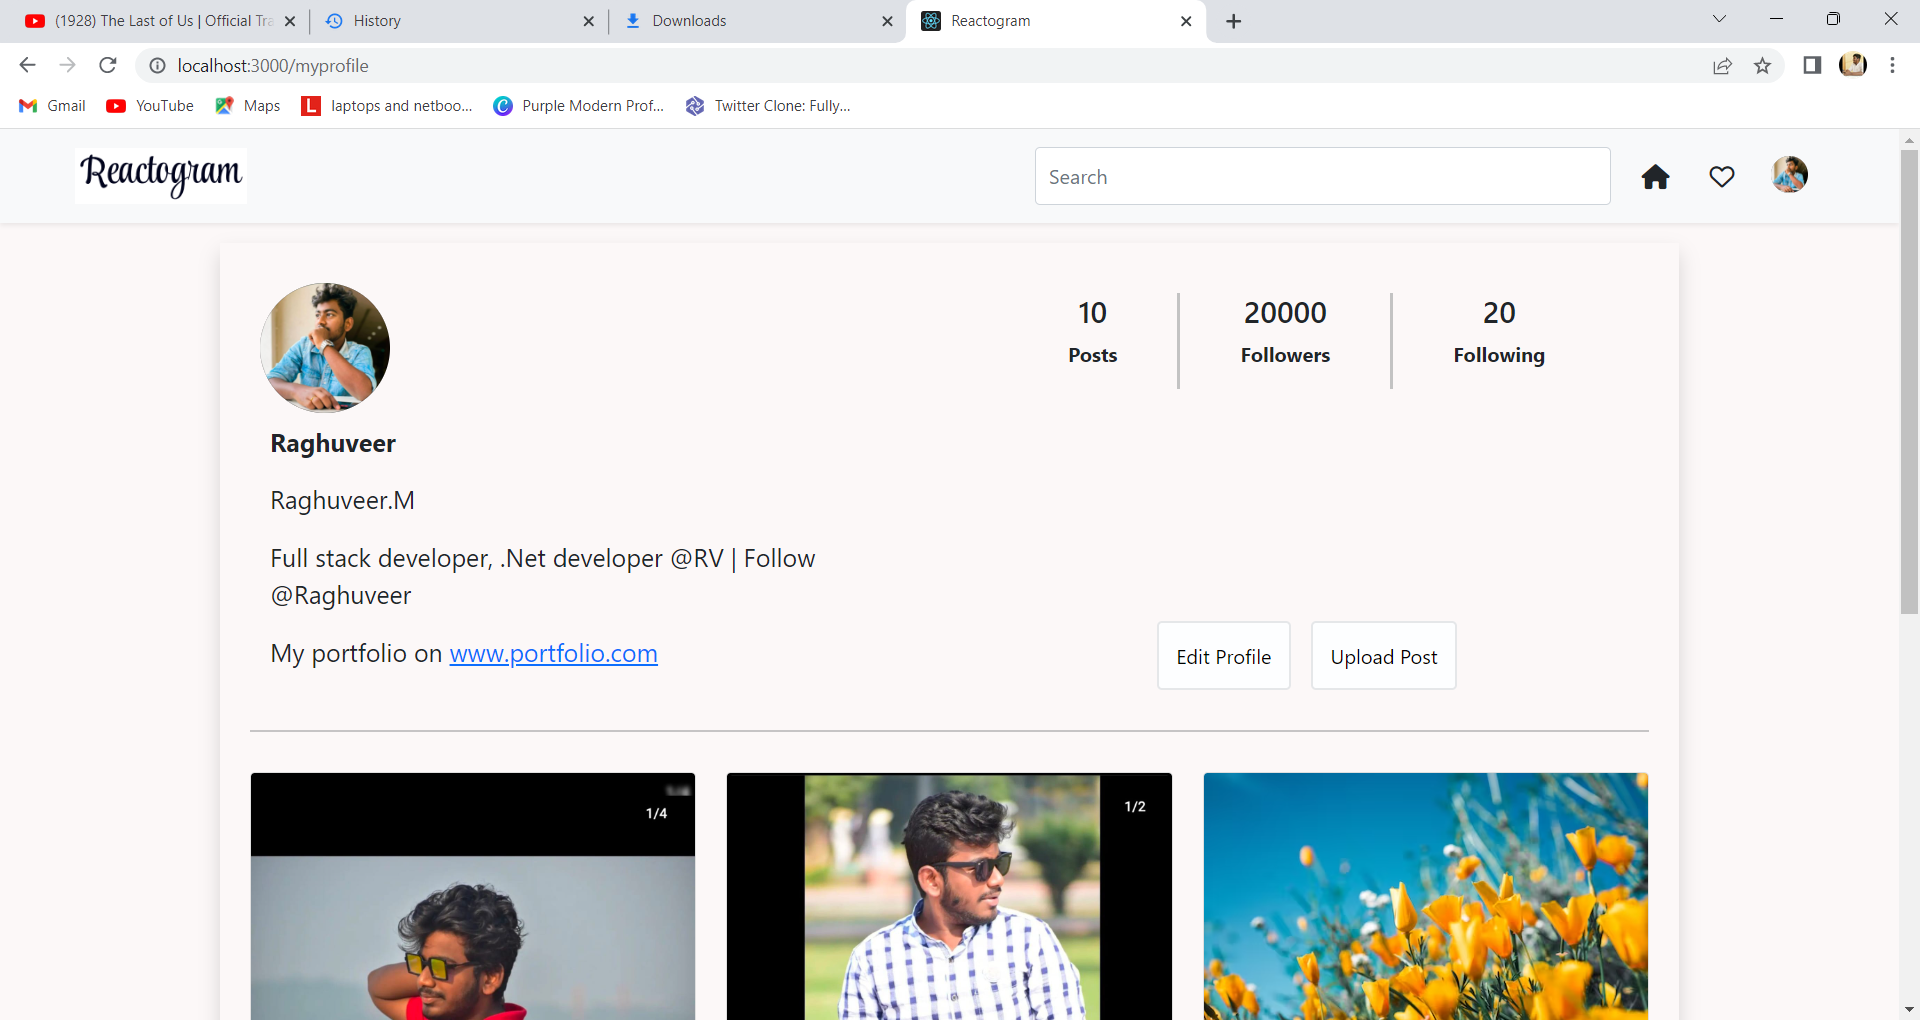 (1928) The Last of Us | Official Tra
History
Downloads
Reactogram
localhost:3000/myprofile
Gmail
YouTube
Maps
L
laptops and netboo...
C
Purple Modern Prof...
Twitter Clone: Fully...
Reactogram
Search
10
20000
20
Posts
Followers
Following
Raghuveer
Raghuveer.M
Full stack developer, .Net developer @RV | Follow
@Raghuveer
My portfolio on www.portfolio.com
Edit Profile
Upload Post
1/4
1/2